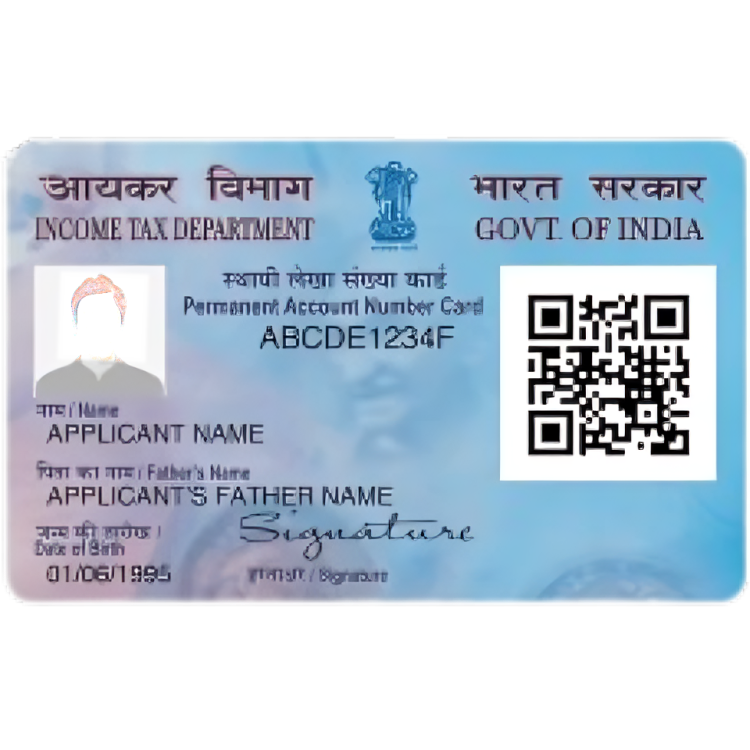 आयकर विभाग
भारत सरकार
INCOME TAX DEPARTMENT
GOVT. OF INDIA
स्थायी लेखा संख्या कार्ड
Permanent Account Number Card
ABCDE1234F
नाम / Name
APPLICANT NAME
पिता का नाम / Father's Name
APPLICANT'S FATHER NAME
Signature
जन्म की तारीख /
Date of Birth
01/06/1995
हस्ताक्षर / Signature